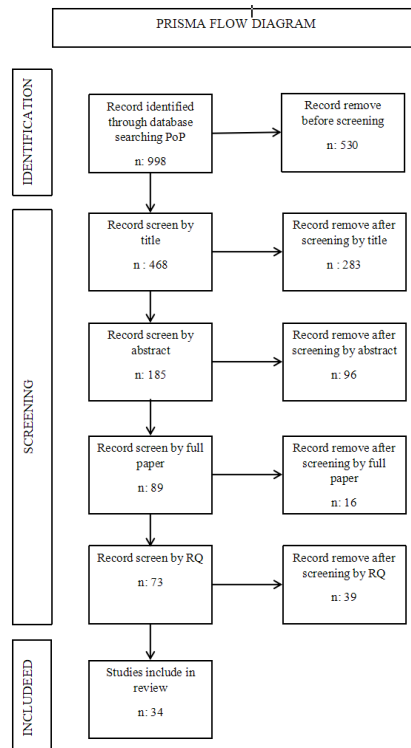 PRISMA FLOW DIAGRAM
IDENTIFICATION
Record identified
through database
searching PoP
n: 998
Record remove
before screening
n: 530
SCREENING
Record screen by
title
n : 468
Record remove after
screening by title
n : 283
Record screen by
abstract
n: 185
Record remove after
screening by abstract
n: 96
Record screen by full
paper
n: 89
Record remove after
screening by full
paper
n: 16
Record screen by RQ
n: 73
Record remove after
screening by RQ
n: 39
INCLUDEED
Studies include in
review
n: 34